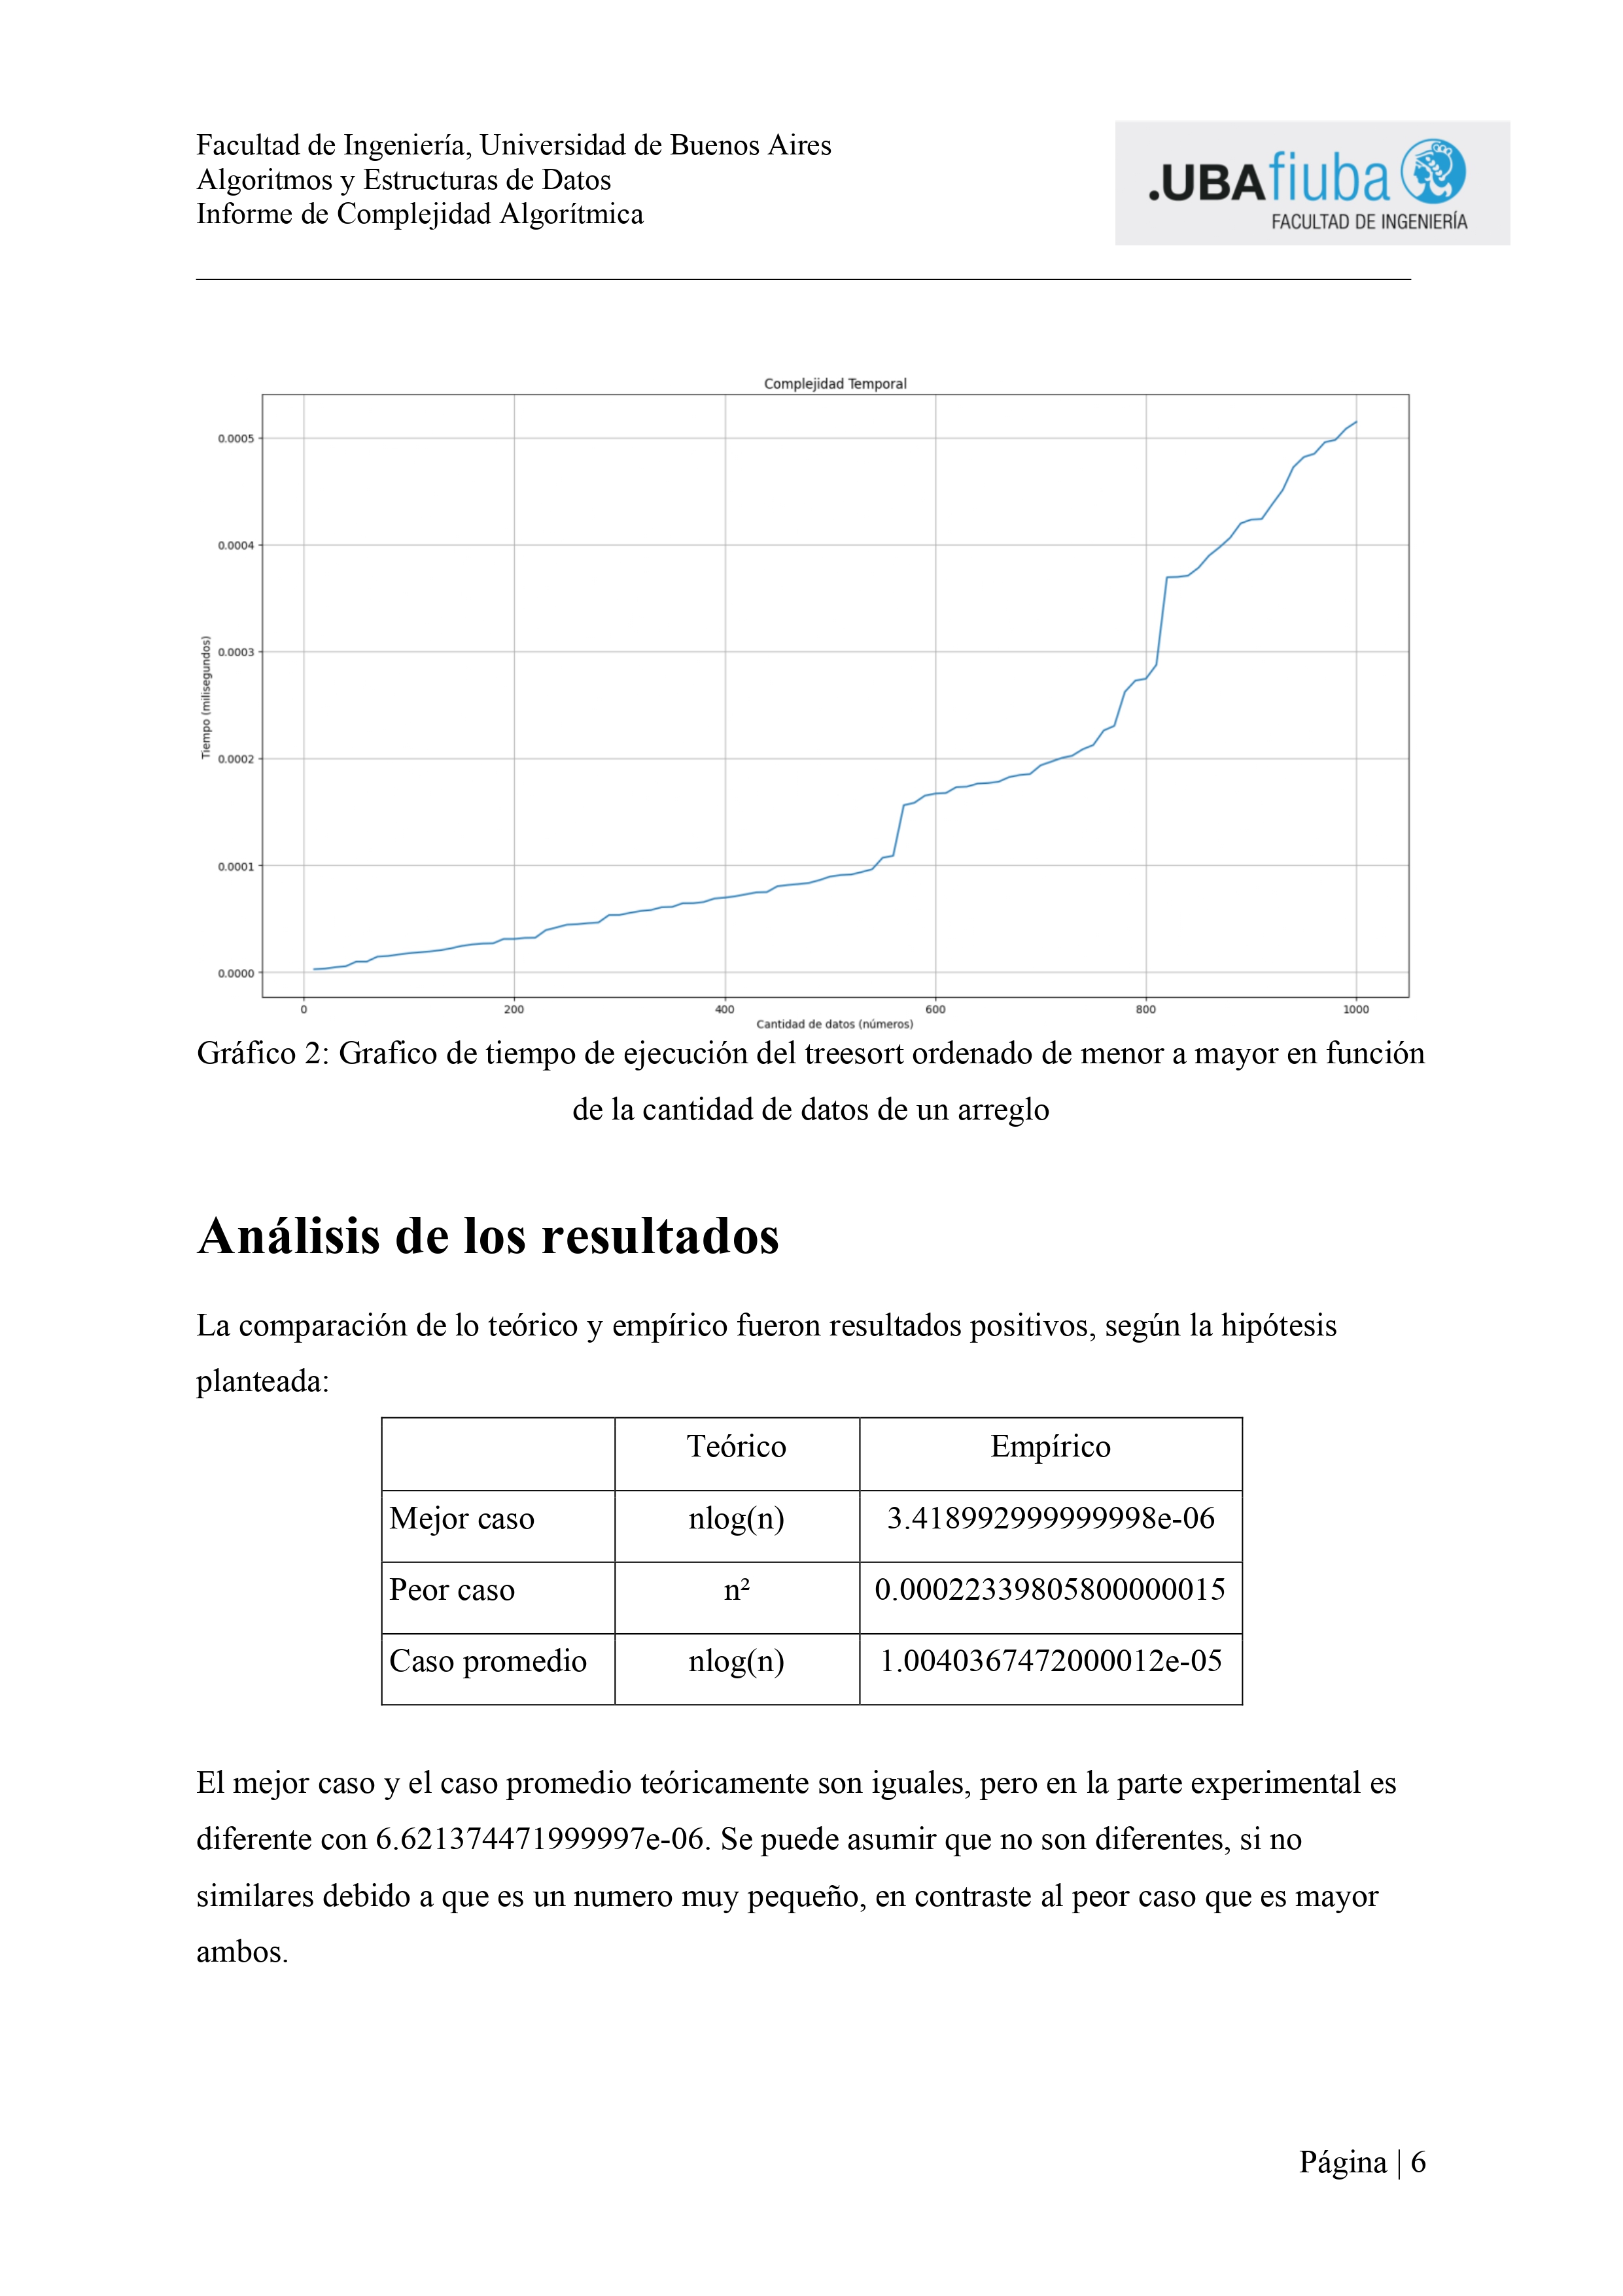 Facultad de Ingeniería, Universidad de Buenos Aires
Algoritmos y Estructuras de Datos
Informe de Complejidad Algorítmica
.UBAfiuba
FACULTAD DE INGENIERÍA
Complejidad Temporal
0.0005
0.0004
0.0003
0.0002
0.0001
0.0000
Tiempo (milisegundos)
0 200 400 600 800 1000
Cantidad de datos (números)
Gráfico 2: Grafico de tiempo de ejecución del treesort ordenado de menor a mayor en función
de la cantidad de datos de un arreglo
Análisis de los resultados
La comparación de lo teórico y empírico fueron resultados positivos, según la hipótesis
planteada:
Teórico Empírico
Mejor caso nlog(n) 3.418992999999998e-06
Peor caso n² 0.00022339805800000015
Caso promedio nlog(n) 1.0040367472000012e-05
El mejor caso y el caso promedio teóricamente son iguales, pero en la parte experimental es
diferente con 6.621374471999997e-06. Se puede asumir que no son diferentes, si no
similares debido a que es un numero muy pequeño, en contraste al peor caso que es mayor
ambos.
Página | 6